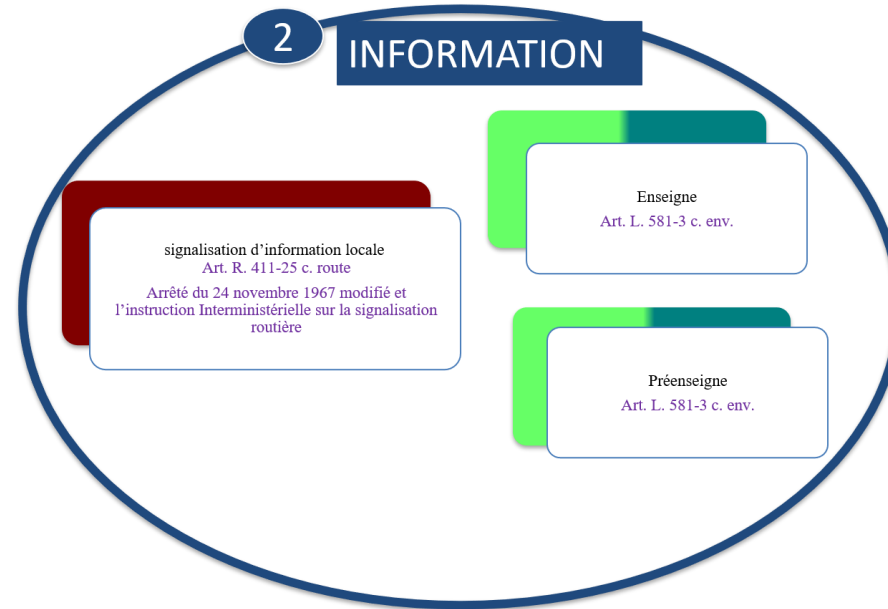 2
INFORMATION
signalisation d’information locale
Art. R. 411-25 c. route
Arrêté du 24 novembre 1967 modifié et
l’instruction Interministérielle sur la signalisation
routière
Enseigne
Art. L. 581-3 c. env.
Préenseigne
Art. L. 581-3 c. env.